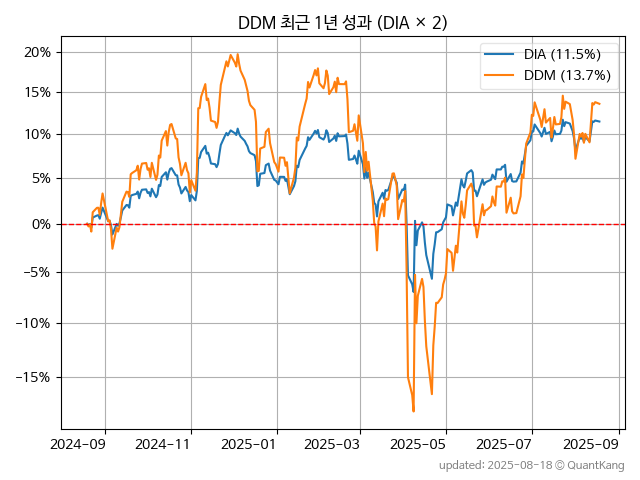 DDM 최근 1년 성과 (DIA × 2)
DIA (11.5%)
DDM (13.7%)
20%
15%
10%
5%
0%
−5%
−10%
−15%
2024-09 2024-11 2025-01 2025-03 2025-05 2025-07 2025-09
updated: 2025-08-18 © QuantKang